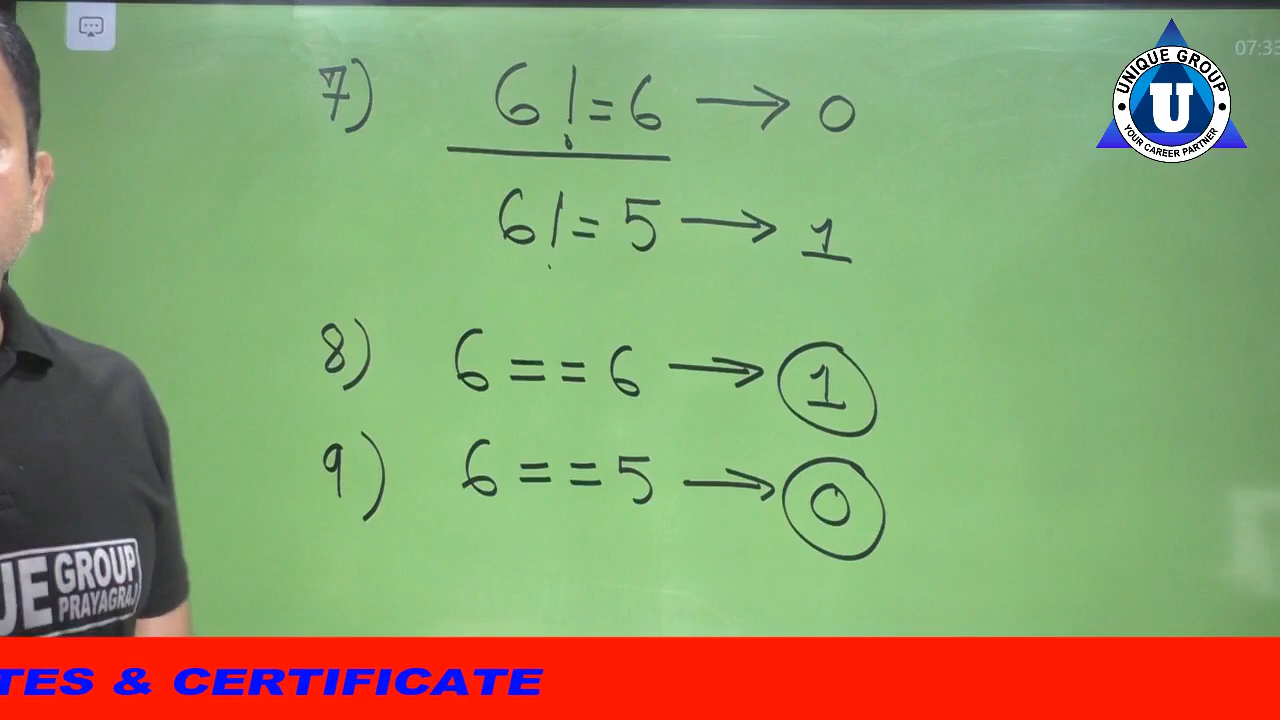 7) 6 != 6 → 0
6 != 5 → 1
8) 6 == 6 → 1
9) 6 == 5 → 0
07:33
UNIQUE GROUP
U
YOUR CAREER PARTNER
UE GROUP
PRAYAGRAJ
TES & CERTIFICATE